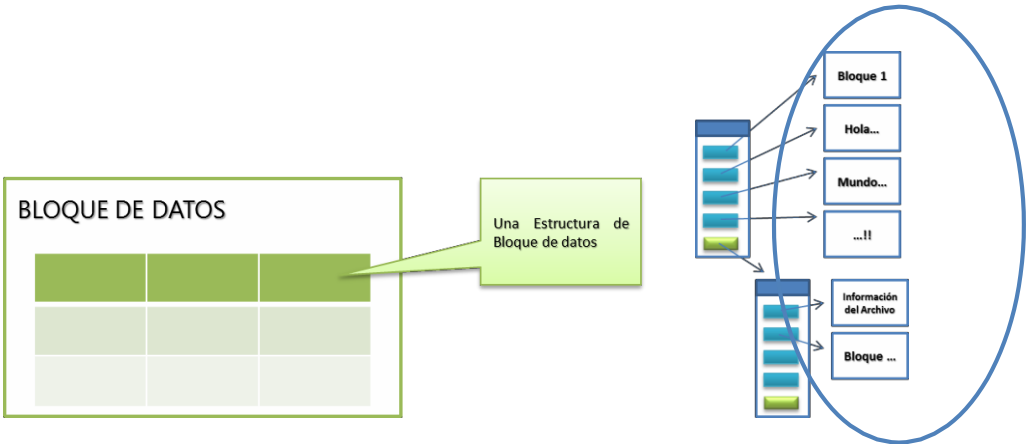 BLOQUE DE DATOS
Una Estructura de
Bloque de datos
Bloque 1
Hola...
Mundo...
...!!
Información
del Archivo
Bloque ...